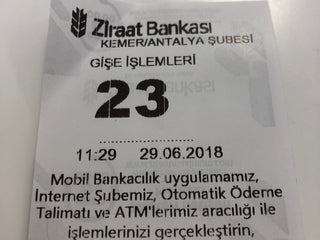 Ziraat Bankası
KEMER/ANTALYA ŞUBESİ
GİŞE İŞLEMLERİ
23
11:29 29.06.2018
Mobil Bankacılık uygulamamız,
İnternet Şubemiz, Otomatik Ödeme
Talimatı ve ATM'lerimiz aracılığı ile
işlemlerinizi gerçekleştirin,